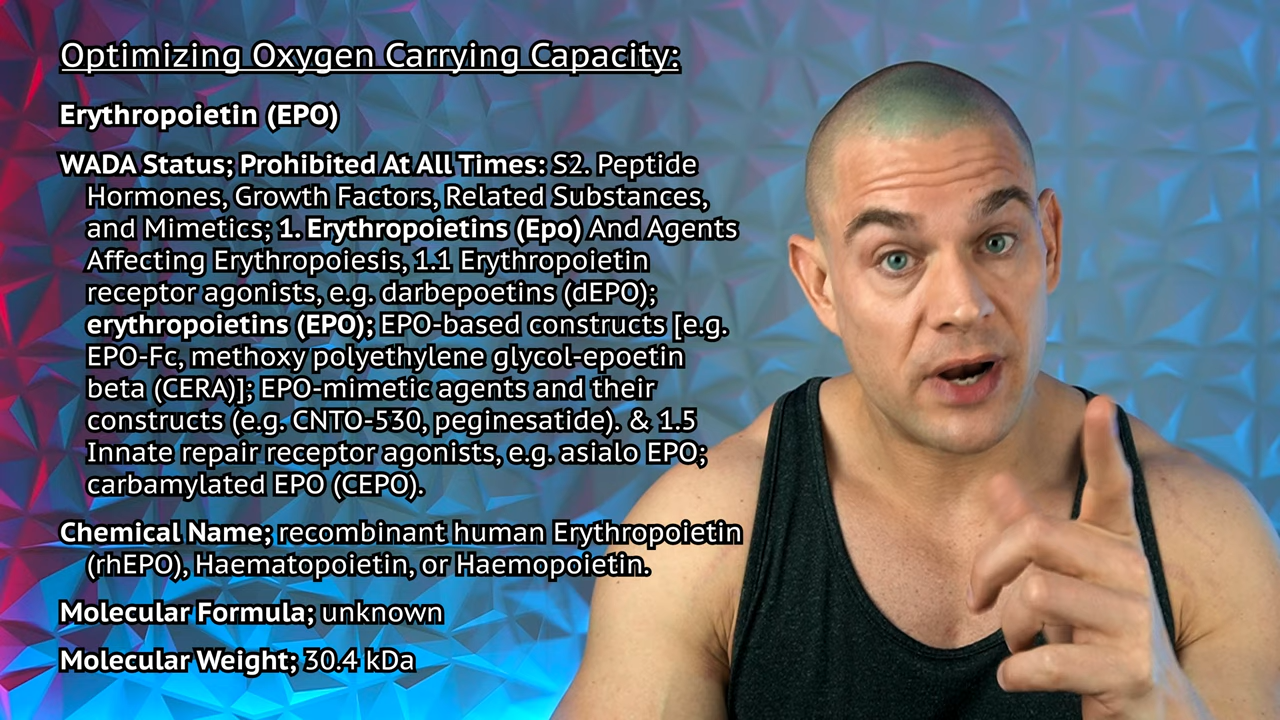 Optimizing Oxygen Carrying Capacity:
Erythropoietin (EPO)
WADA Status; Prohibited At All Times: S2. Peptide
Hormones, Growth Factors, Related Substances,
and Mimetics; 1. Erythropoietins (Epo) And Agents
Affecting Erythropoiesis, 1.1 Erythropoietin
receptor agonists, e.g. darbepoetins (dEPO);
erythropoietins (EPO); EPO-based constructs [e.g.
EPO-Fc, methoxy polyethylene glycol-epoetin
beta (CERA)]; EPO-mimetic agents and their
constructs (e.g. CNTO-530, peginesatide). & 1.5
Innate repair receptor agonists, e.g. asialo EPO;
carbamylated EPO (CEPO).
Chemical Name; recombinant human Erythropoietin
(rhEPO), Haematopoietin, or Haemopoietin.
Molecular Formula; unknown
Molecular Weight; 30.4 kDa